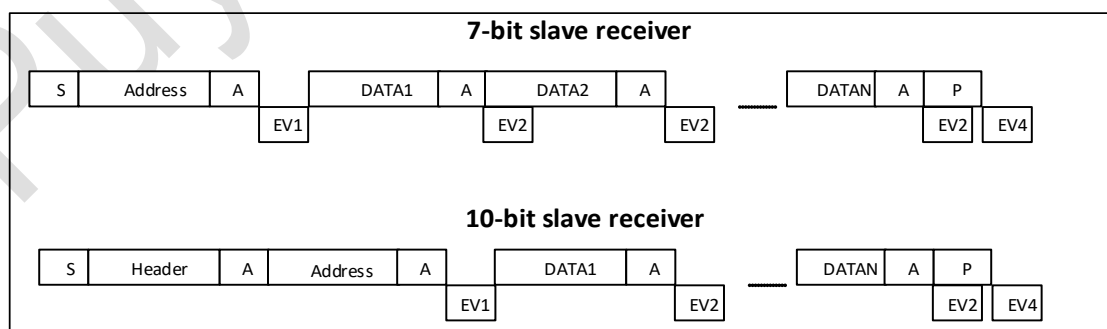 7-bit slave receiver
S Address A DATA1 A DATA2 A DATAN A P
EV1 EV2 EV2 EV2 EV4
10-bit slave receiver
S Header A Address A DATA1 A DATAN A P
EV1 EV2 EV2 EV4